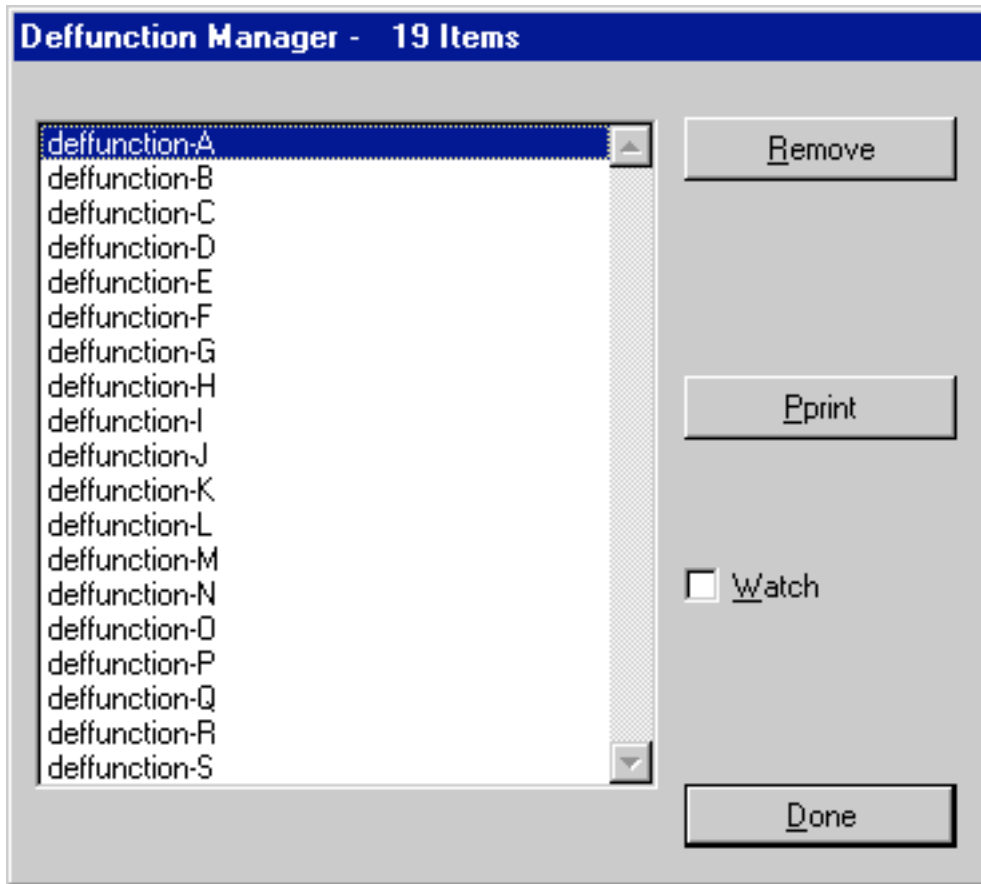 Deffunction Manager - 19 Items
deffunction-A
deffunction-B
deffunction-C
deffunction-D
deffunction-E
deffunction-F
deffunction-G
deffunction-H
deffunction-I
deffunction-J
deffunction-K
deffunction-L
deffunction-M
deffunction-N
deffunction-O
deffunction-P
deffunction-Q
deffunction-R
deffunction-S
Remove
Pprint
Watch
Done